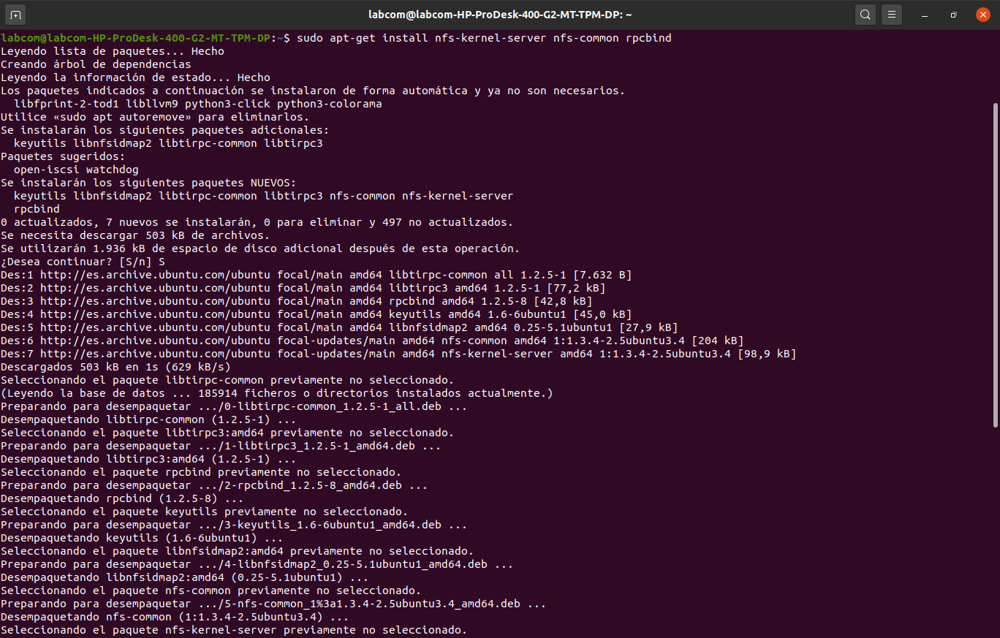 labcom@labcom-HP-ProDesk-400-G2-MT-TPM-DP: ~
labcom@labcom-HP-ProDesk-400-G2-MT-TPM-DP:~$ sudo apt-get install nfs-kernel-server nfs-common rpcbind
Leyendo lista de paquetes... Hecho
Creando árbol de dependencias
Leyendo la información de estado... Hecho
Los paquetes indicados a continuación se instalaron de forma automática y ya no son necesarios.
  libfprint-2-tod1 libllvm9 python3-click python3-colorama
Utilice «sudo apt autoremove» para eliminarlos.
Se instalarán los siguientes paquetes adicionales:
  keyutils libnfsidmap2 libtirpc-common libtirpc3
Paquetes sugeridos:
  open-iscsi watchdog
Se instalarán los siguientes paquetes NUEVOS:
  keyutils libnfsidmap2 libtirpc-common libtirpc3 nfs-common nfs-kernel-server
  rpcbind
0 actualizados, 7 nuevos se instalarán, 0 para eliminar y 497 no actualizados.
Se necesita descargar 503 kB de archivos.
Se utilizarán 1.936 kB de espacio de disco adicional después de esta operación.
¿Desea continuar? [S/n] S
Des:1 http://es.archive.ubuntu.com/ubuntu focal/main amd64 libtirpc-common all 1.2.5-1 [7.632 B]
Des:2 http://es.archive.ubuntu.com/ubuntu focal/main amd64 libtirpc3 amd64 1.2.5-1 [77,2 kB]
Des:3 http://es.archive.ubuntu.com/ubuntu focal/main amd64 rpcbind amd64 1.2.5-8 [42,8 kB]
Des:4 http://es.archive.ubuntu.com/ubuntu focal/main amd64 keyutils amd64 1.6-6ubuntu1 [45,0 kB]
Des:5 http://es.archive.ubuntu.com/ubuntu focal/main amd64 libnfsidmap2 amd64 0.25-5.1ubuntu1 [27,9 kB]
Des:6 http://es.archive.ubuntu.com/ubuntu focal-updates/main amd64 nfs-common amd64 1:1.3.4-2.5ubuntu3.4 [204 kB]
Des:7 http://es.archive.ubuntu.com/ubuntu focal-updates/main amd64 nfs-kernel-server amd64 1:1.3.4-2.5ubuntu3.4 [98,9 kB]
Descargados 503 kB en 1s (629 kB/s)
Seleccionando el paquete libtirpc-common previamente no seleccionado.
(Leyendo la base de datos ... 185914 ficheros o directorios instalados actualmente.)
Preparando para desempaquetar .../0-libtirpc-common_1.2.5-1_all.deb ...
Desempaquetando libtirpc-common (1.2.5-1) ...
Seleccionando el paquete libtirpc3:amd64 previamente no seleccionado.
Preparando para desempaquetar .../1-libtirpc3_1.2.5-1_amd64.deb ...
Desempaquetando libtirpc3:amd64 (1.2.5-1) ...
Seleccionando el paquete rpcbind previamente no seleccionado.
Preparando para desempaquetar .../2-rpcbind_1.2.5-8_amd64.deb ...
Desempaquetando rpcbind (1.2.5-8) ...
Seleccionando el paquete keyutils previamente no seleccionado.
Preparando para desempaquetar .../3-keyutils_1.6-6ubuntu1_amd64.deb ...
Desempaquetando keyutils (1.6-6ubuntu1) ...
Seleccionando el paquete libnfsidmap2:amd64 previamente no seleccionado.
Preparando para desempaquetar .../4-libnfsidmap2_0.25-5.1ubuntu1_amd64.deb ...
Desempaquetando libnfsidmap2:amd64 (0.25-5.1ubuntu1) ...
Seleccionando el paquete nfs-common previamente no seleccionado.
Preparando para desempaquetar .../5-nfs-common_1%3a1.3.4-2.5ubuntu3.4_amd64.deb ...
Desempaquetando nfs-common (1:1.3.4-2.5ubuntu3.4) ...
Seleccionando el paquete nfs-kernel-server previamente no seleccionado.